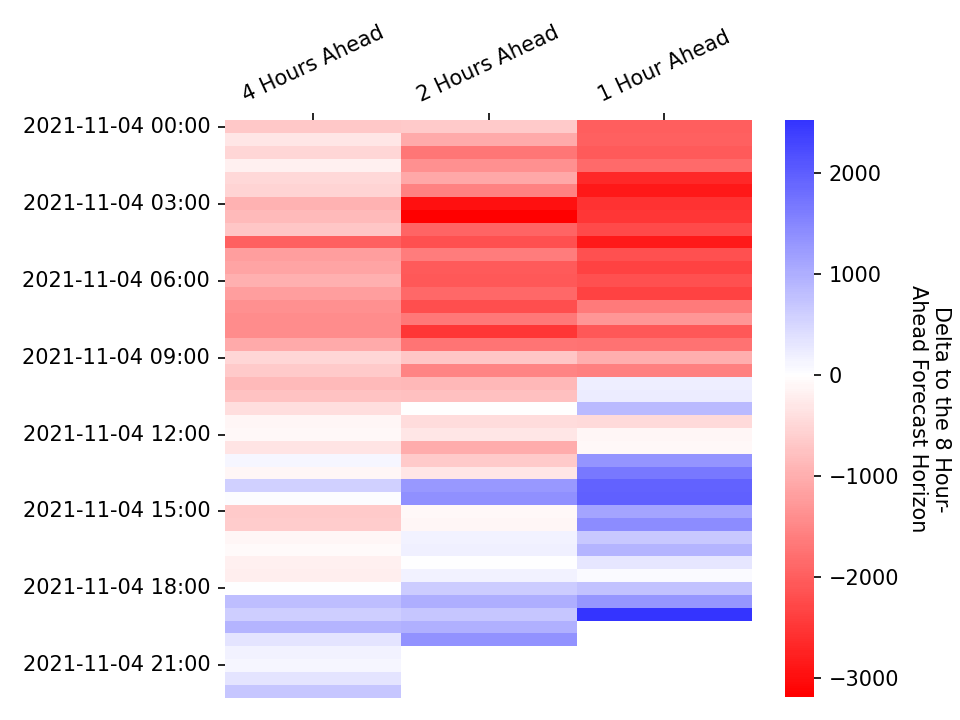 4 Hours Ahead
2 Hours Ahead
1 Hour Ahead
2021-11-04 00:00
2021-11-04 03:00
2021-11-04 06:00
2021-11-04 09:00
2021-11-04 12:00
2021-11-04 15:00
2021-11-04 18:00
2021-11-04 21:00
2000
1000
0
−1000
−2000
−3000
Delta to the 8 Hour-
Ahead Forecast Horizon